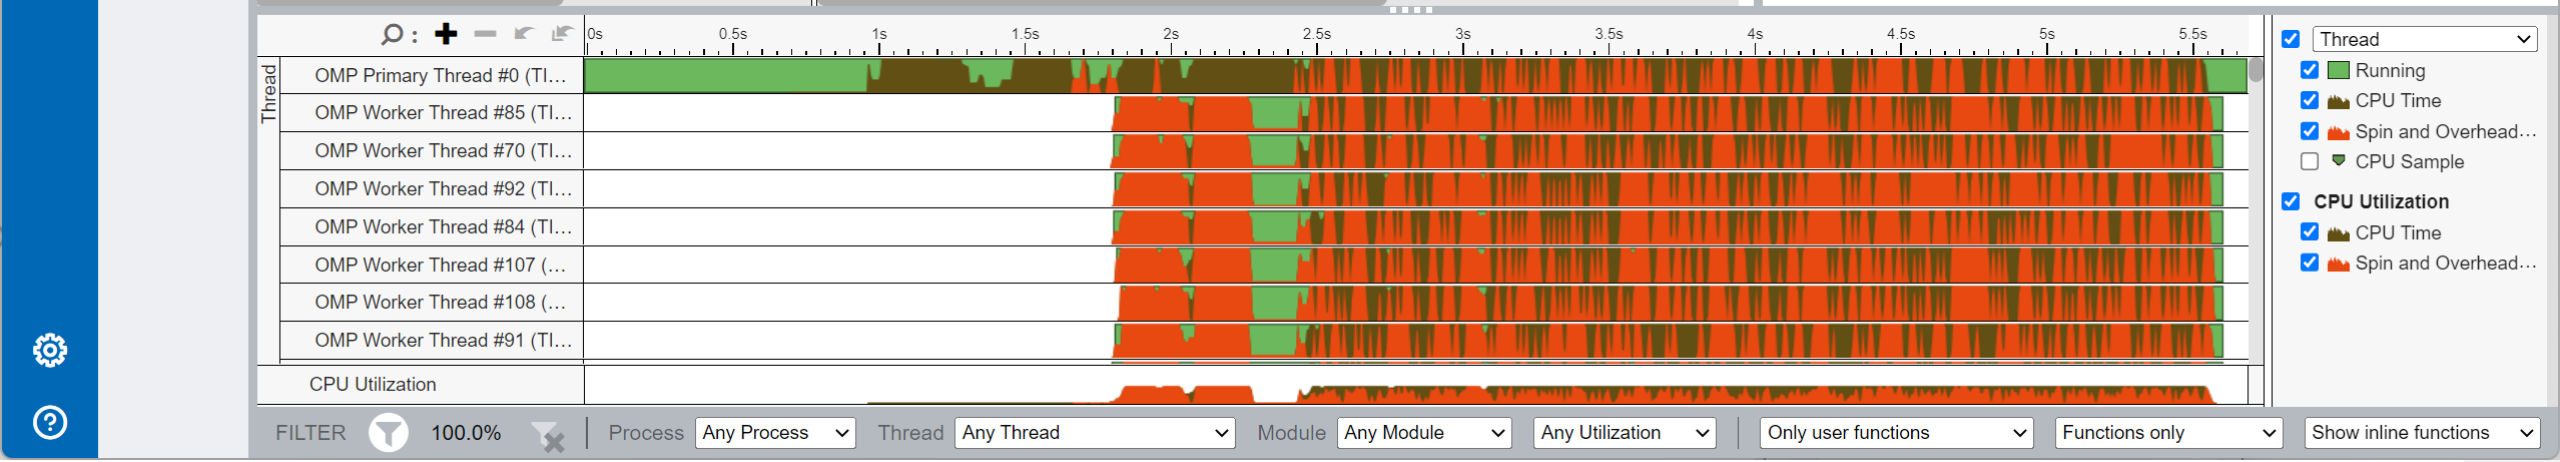 0s 0.5s 1s 1.5s 2s 2.5s 3s 3.5s 4s 4.5s 5s 5.5s
Thread
OMP Primary Thread #0 (TI...
OMP Worker Thread #85 (TI...
OMP Worker Thread #70 (TI...
OMP Worker Thread #92 (TI...
OMP Worker Thread #84 (TI...
OMP Worker Thread #107 (...
OMP Worker Thread #108 (...
OMP Worker Thread #91 (TI...
CPU Utilization
Thread
Running
CPU Time
Spin and Overhead...
CPU Sample
CPU Utilization
CPU Time
Spin and Overhead...
FILTER 100.0% Process Any Process Thread Any Thread Module Any Module Any Utilization Only user functions Functions only Show inline functions